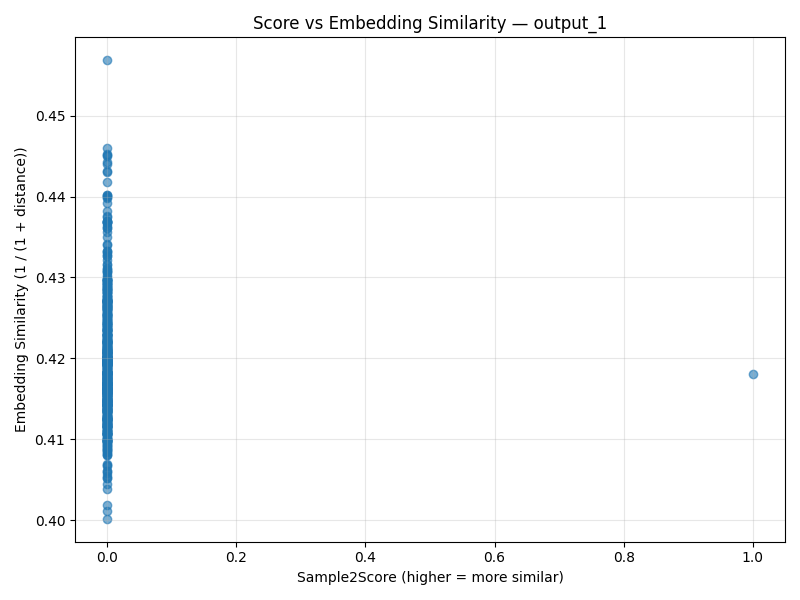 Score vs Embedding Similarity — output_1
Embedding Similarity (1 / (1 + distance))
0.45
0.44
0.43
0.42
0.41
0.40
0.0 0.2 0.4 0.6 0.8 1.0
Sample2Score (higher = more similar)